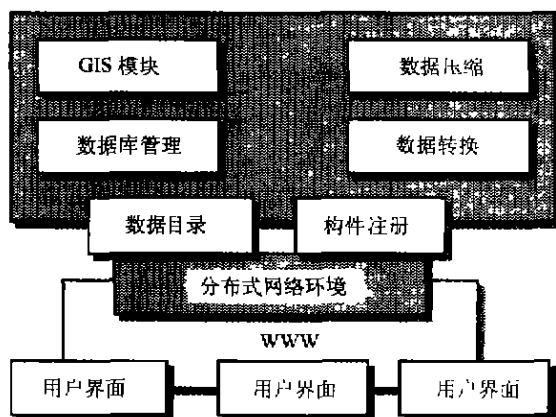 GIS 模块
数据压缩
数据库管理
数据转换
数据目录
构件注册
分布式网络环境
WWW
用户界面
用户界面
用户界面